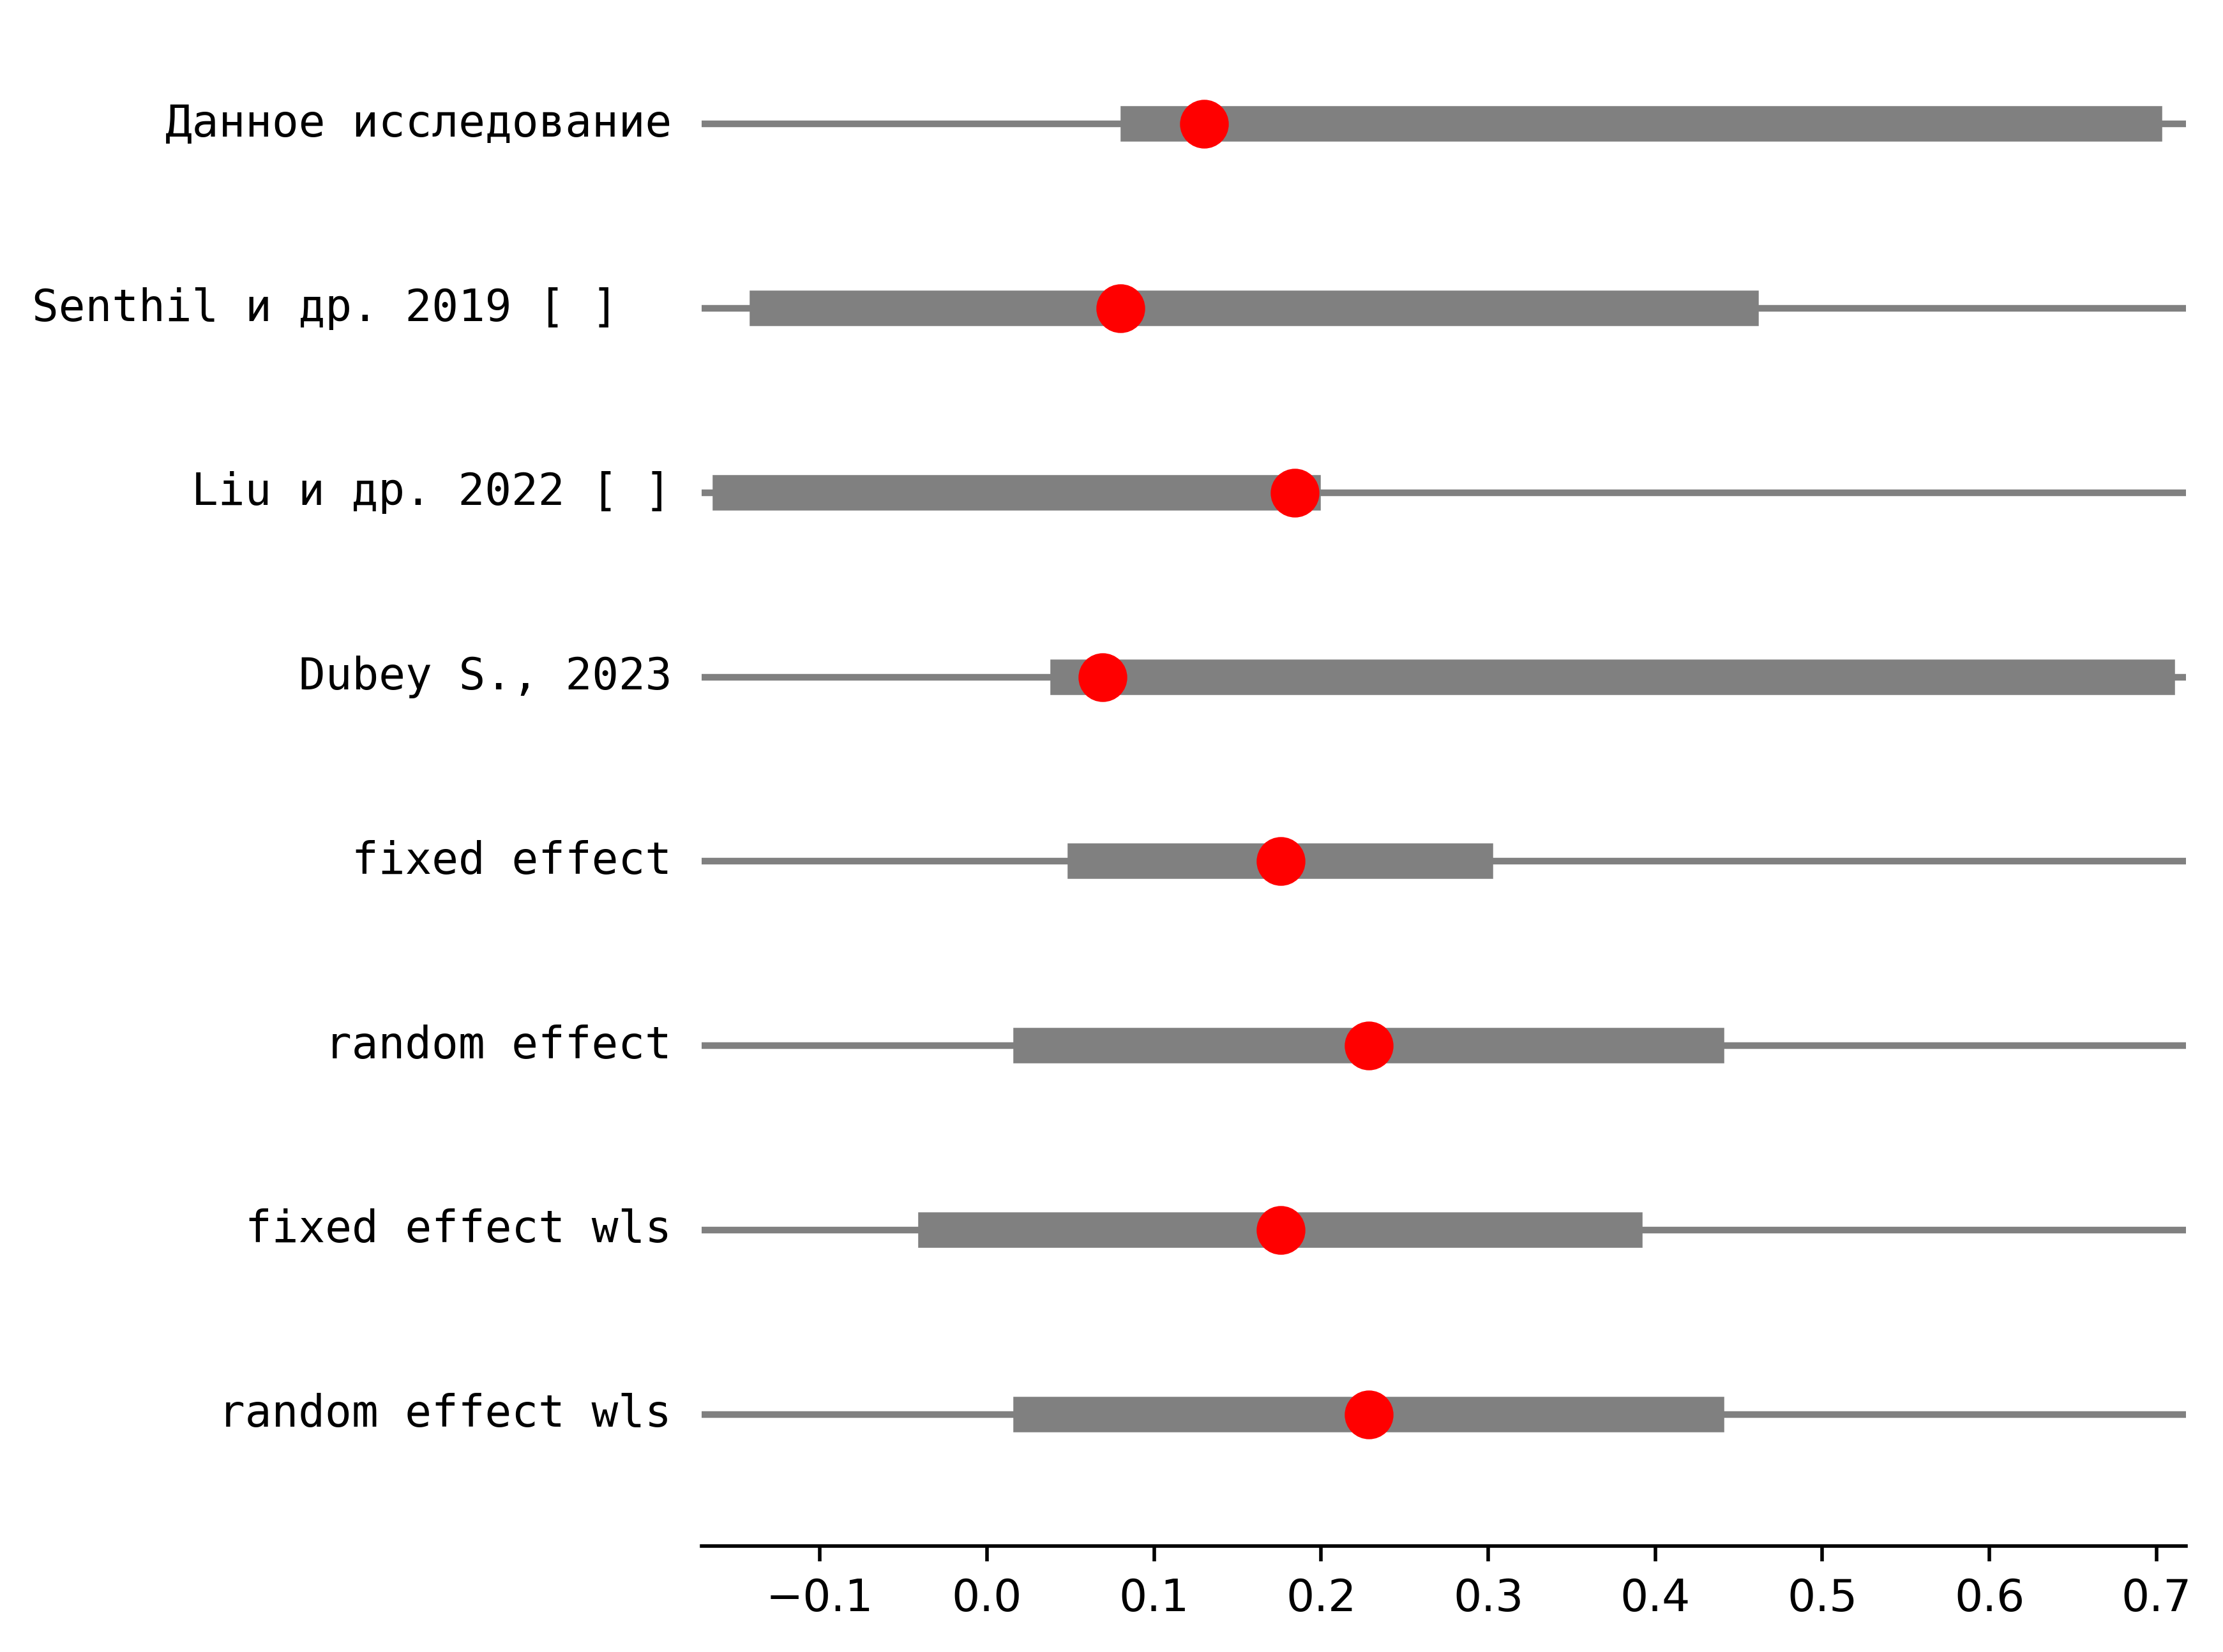 Данное исследование
Senthil и др. 2019 [ ]
Liu и др. 2022 [ ]
Dubey S., 2023
fixed effect
random effect
fixed effect wls
random effect wls
−0.1 0.0 0.1 0.2 0.3 0.4 0.5 0.6 0.7